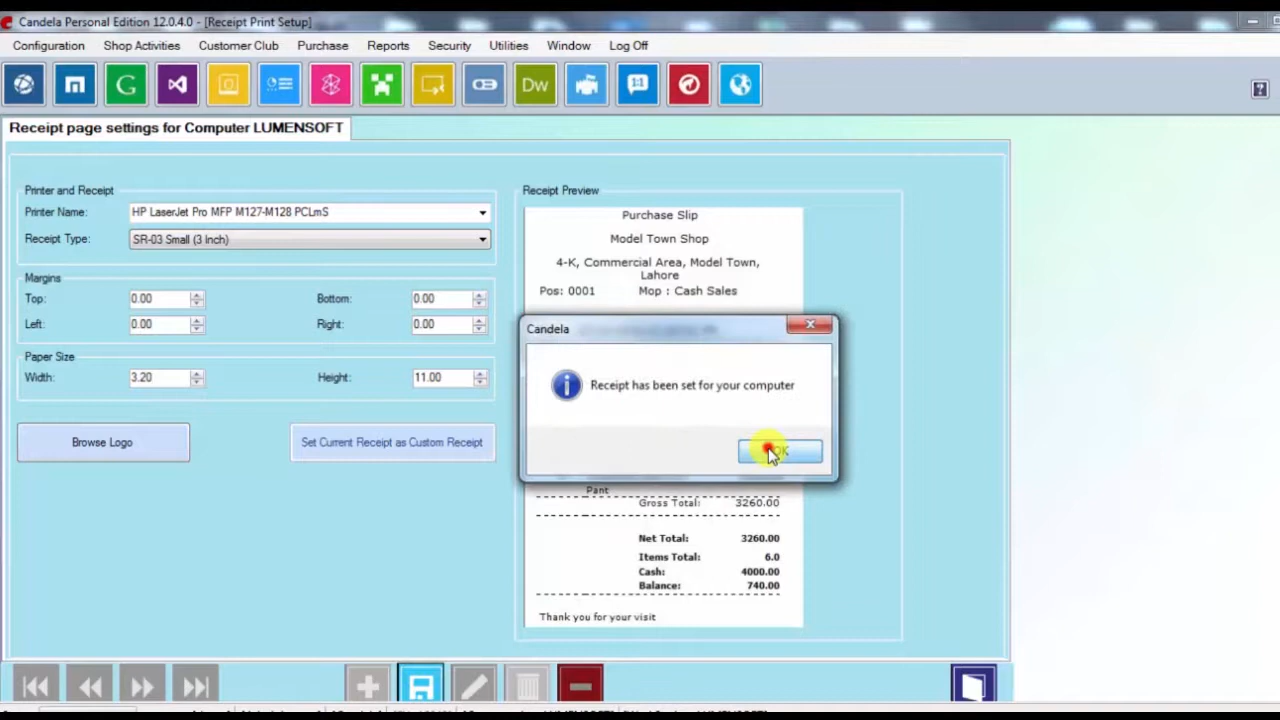 Candela Personal Edition 12.0.4.0 - [Receipt Print Setup]
Configuration Shop Activities Customer Club Purchase Reports Security Utilities Window Log Off
G Dw 1:1
Receipt page settings for Computer LUMENSOFT
Printer and Receipt
Printer Name: HP LaserJet Pro MFP M127-M128 PCLmS
Receipt Type: SR-03 Small (3 Inch)
Margins
Top: 0.00 Bottom: 0.00
Left: 0.00 Right: 0.00
Paper Size
Width: 3.20 Height: 11.00
Browse Logo Set Current Receipt as Custom Receipt
Receipt Preview
Purchase Slip
Model Town Shop
4-K, Commercial Area, Model Town,
Lahore
Pos: 0001 Mop : Cash Sales
Candela
Receipt has been set for your computer
OK
Pant
Gross Total: 3260.00
Net Total: 3260.00
Items Total: 6.0
Cash: 4000.00
Balance: 740.00
Thank you for your visit